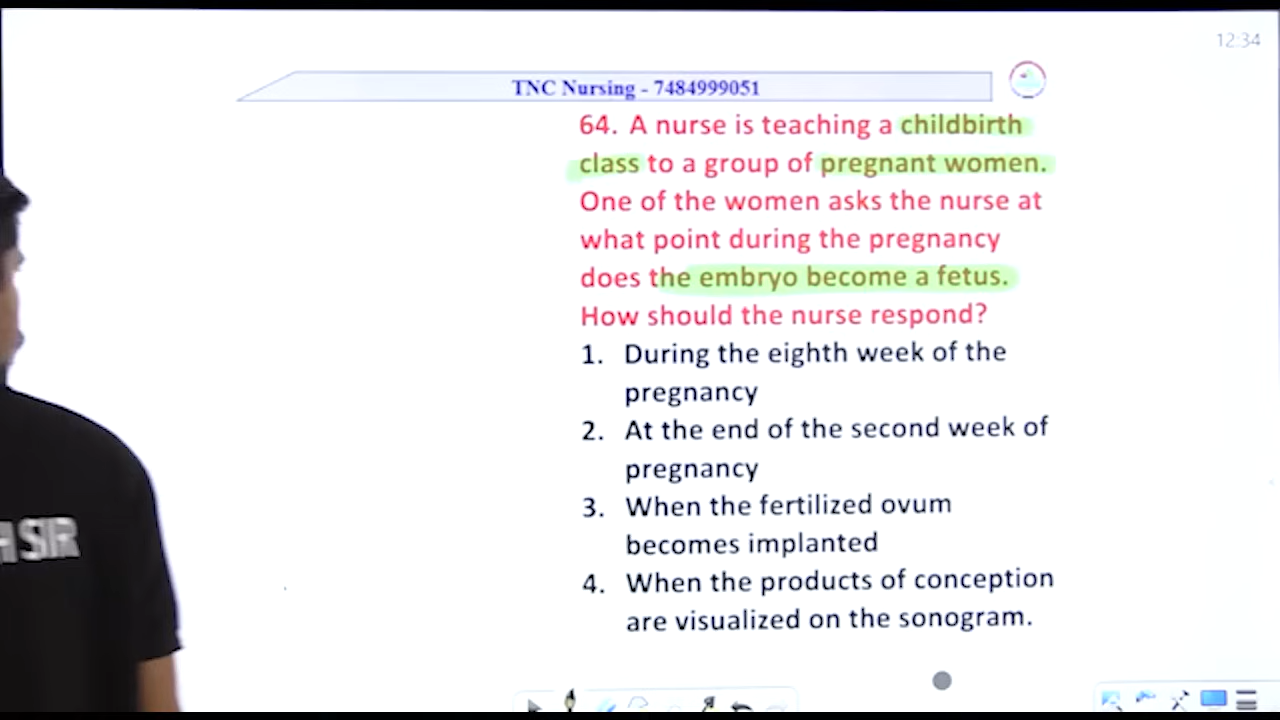 12:34
TNC Nursing - 7484999051
64. A nurse is teaching a childbirth
class to a group of pregnant women.
One of the women asks the nurse at
what point during the pregnancy
does the embryo become a fetus.
How should the nurse respond?
1. During the eighth week of the
pregnancy
2. At the end of the second week of
pregnancy
3. When the fertilized ovum
becomes implanted
4. When the products of conception
are visualized on the sonogram.
SIR